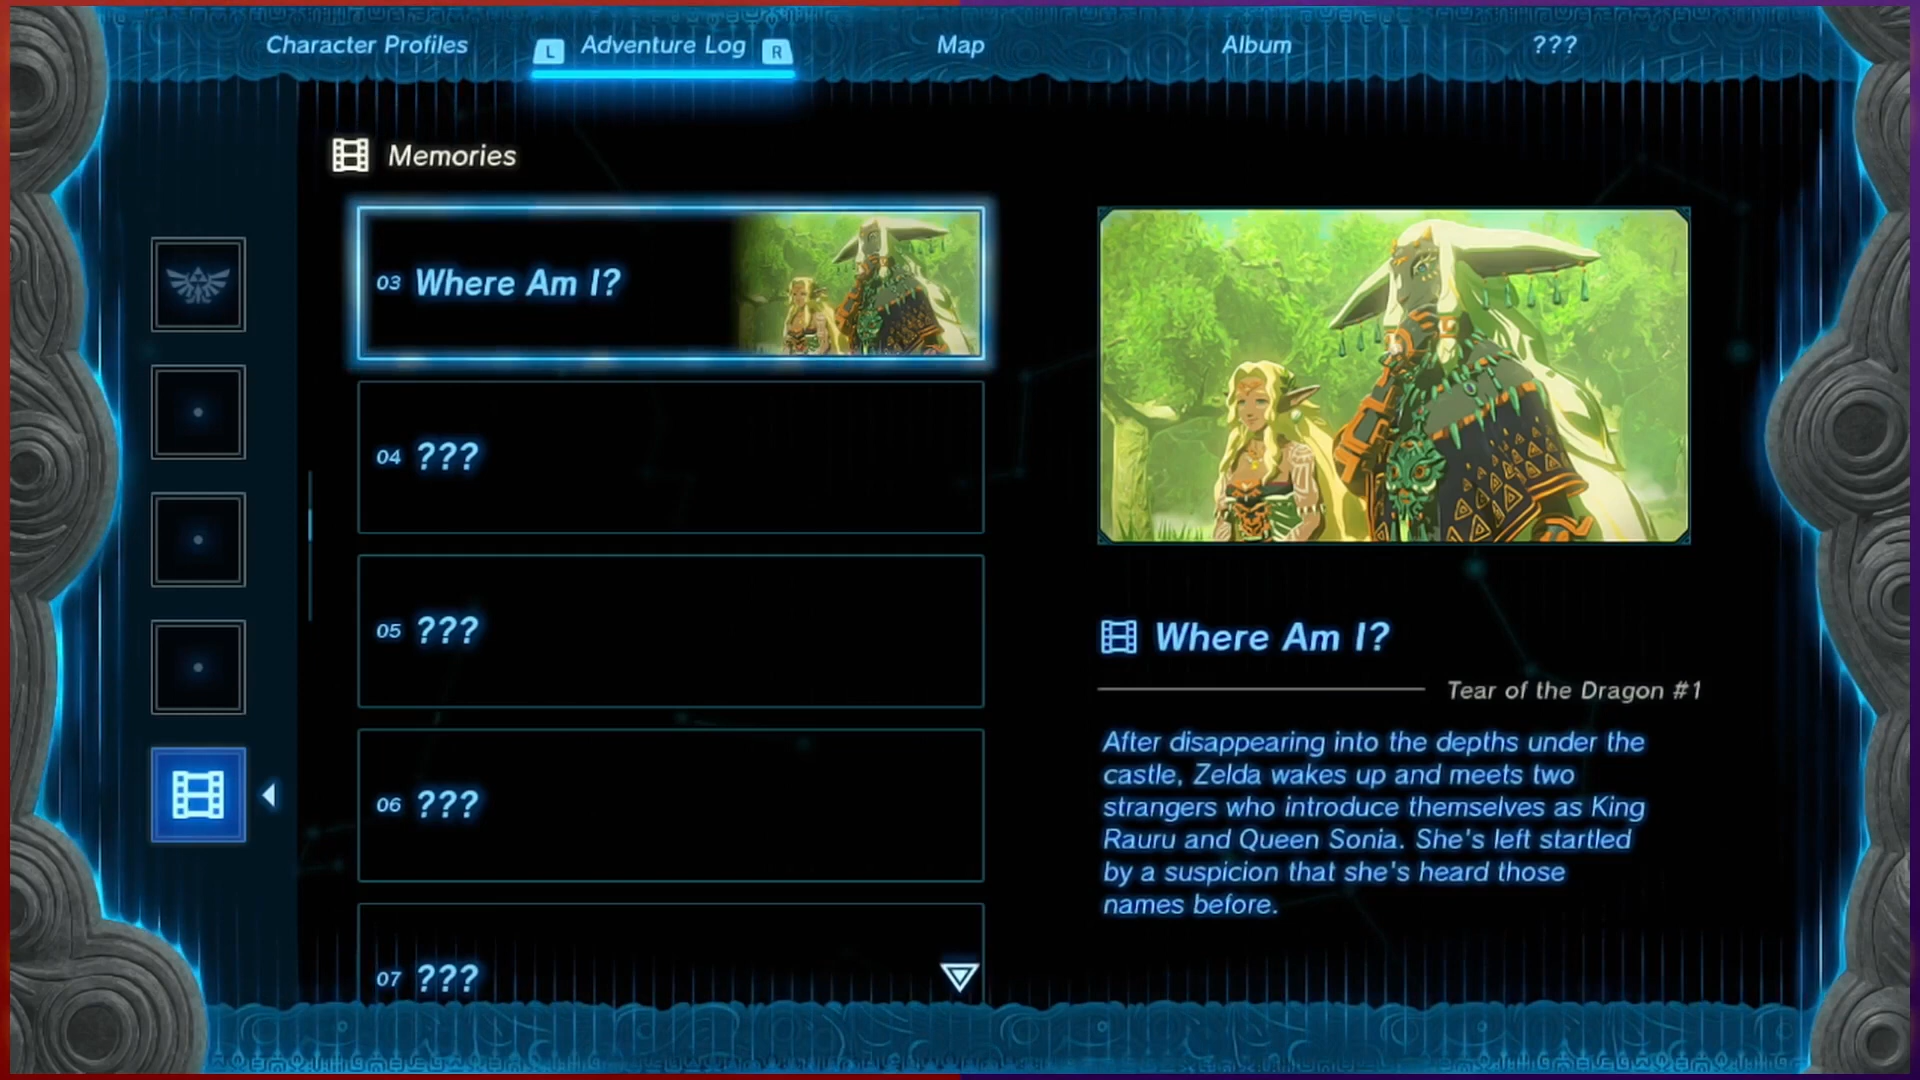 Character Profiles
L Adventure Log R
Map
Album
???
Memories
03 Where Am I?
04 ???
05 ???
06 ???
07 ???
Where Am I?
Tear of the Dragon #1
After disappearing into the depths under the
castle, Zelda wakes up and meets two
strangers who introduce themselves as King
Rauru and Queen Sonia. She's left startled
by a suspicion that she's heard those
names before.